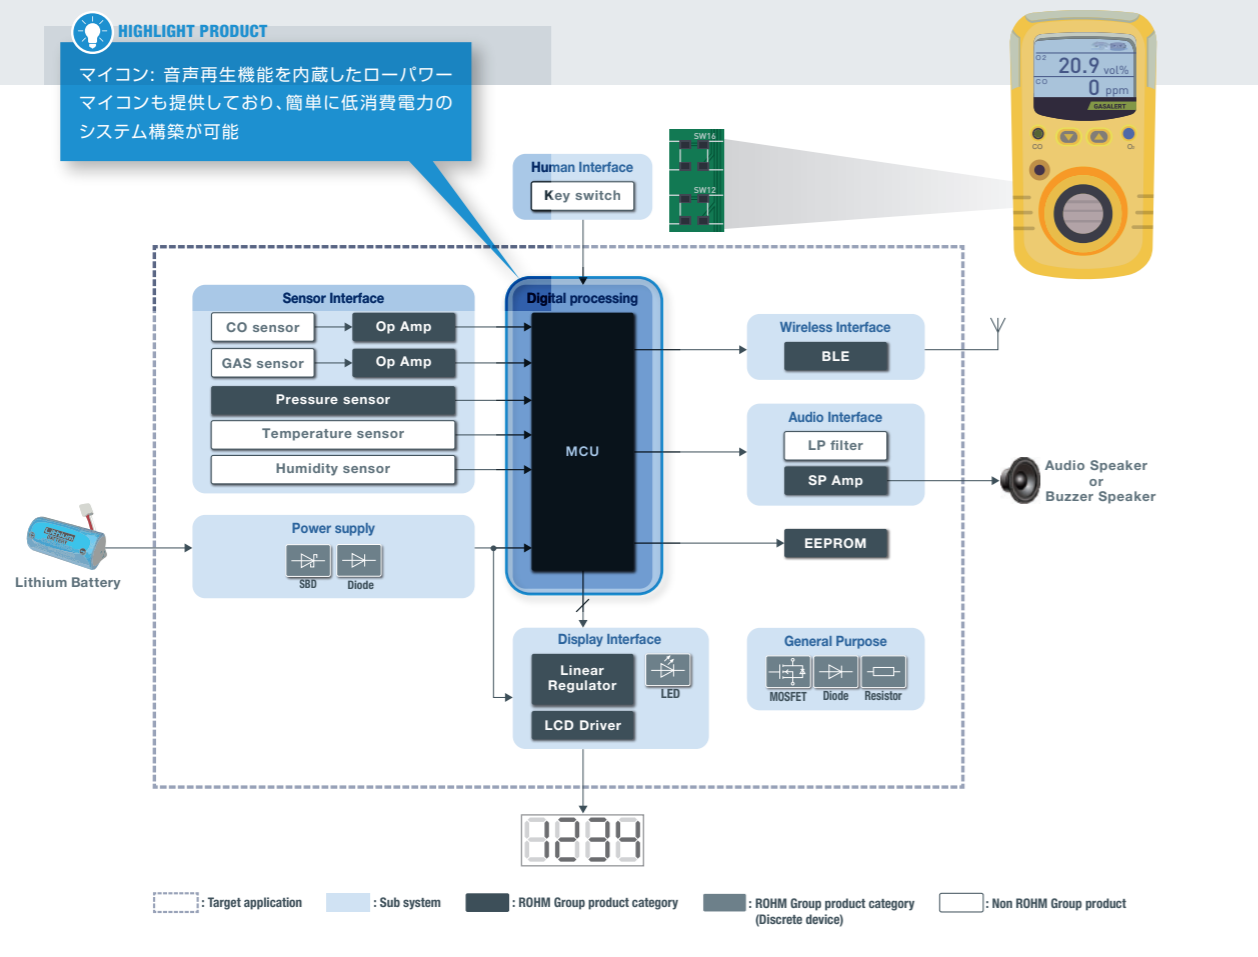 HIGHLIGHT PRODUCT
マイコン: 音声再生機能を内蔵したローパワー
マイコンも提供しており、簡単に低消費電力の
システム構築が可能
O2
20.9 vol%
CO
0 ppm
GASALERT
CO
O₂
SW16
SW12
Human Interface
Key switch
Sensor Interface
CO sensor
Op Amp
GAS sensor
Op Amp
Pressure sensor
Temperature sensor
Humidity sensor
Digital processing
MCU
Wireless Interface
BLE
Audio Interface
LP filter
SP Amp
Audio Speaker
or
Buzzer Speaker
EEPROM
Lithium
Lithium Battery
Power supply
SBD
Diode
Display Interface
Linear
Regulator
LED
LCD Driver
General Purpose
MOSFET
Diode
Resistor
1234
: Target application
: Sub system
: ROHM Group product category
: ROHM Group product category
(Discrete device)
: Non ROHM Group product